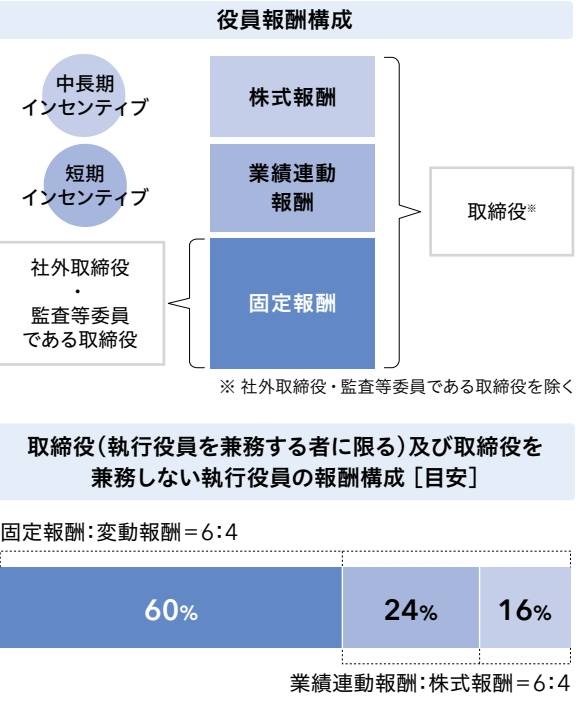 役員報酬構成
中長期
インセンティブ
株式報酬
短期
インセンティブ
業績連動
報酬
取締役※
社外取締役
・
監査等委員
である取締役
固定報酬
※ 社外取締役・監査等委員である取締役を除く
取締役（執行役員を兼務する者に限る）及び取締役を
兼務しない執行役員の報酬構成［目安］
固定報酬：変動報酬＝6：4
60%
24%
16%
業績連動報酬：株式報酬＝6：4